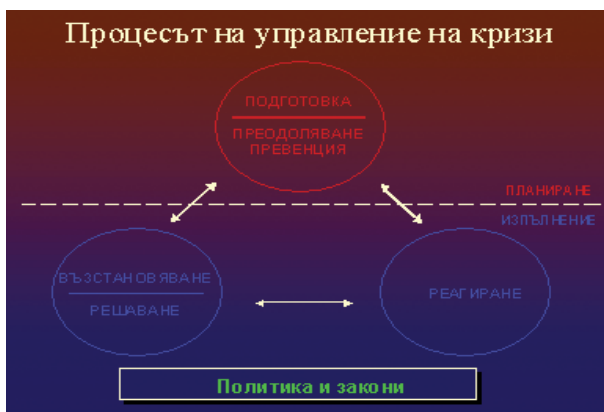 Процесът на управление на кризи
ПОДГОТОВКА
ПРЕОДОЛЯВАНЕ
ПРЕВЕНЦИЯ
ПЛАНИРАНЕ
ИЗПЪЛНЕНИЕ
ВЪЗСТАНОВЯВАНЕ
РЕШАВАНЕ
РЕАГИРАНЕ
Политика и закони